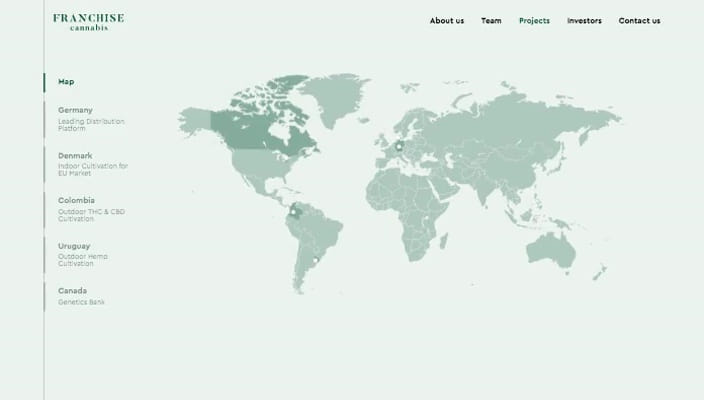 FRANCHISE
cannabis
About us
Team
Projects
Investors
Contact us
Map
Germany
Leading Distribution
Platform
Denmark
Indoor Cultivation for
EU Market
Colombia
Outdoor THC & CBD
Cultivation
Uruguay
Outdoor Hemp
Cultivation
Canada
Genetics Bank